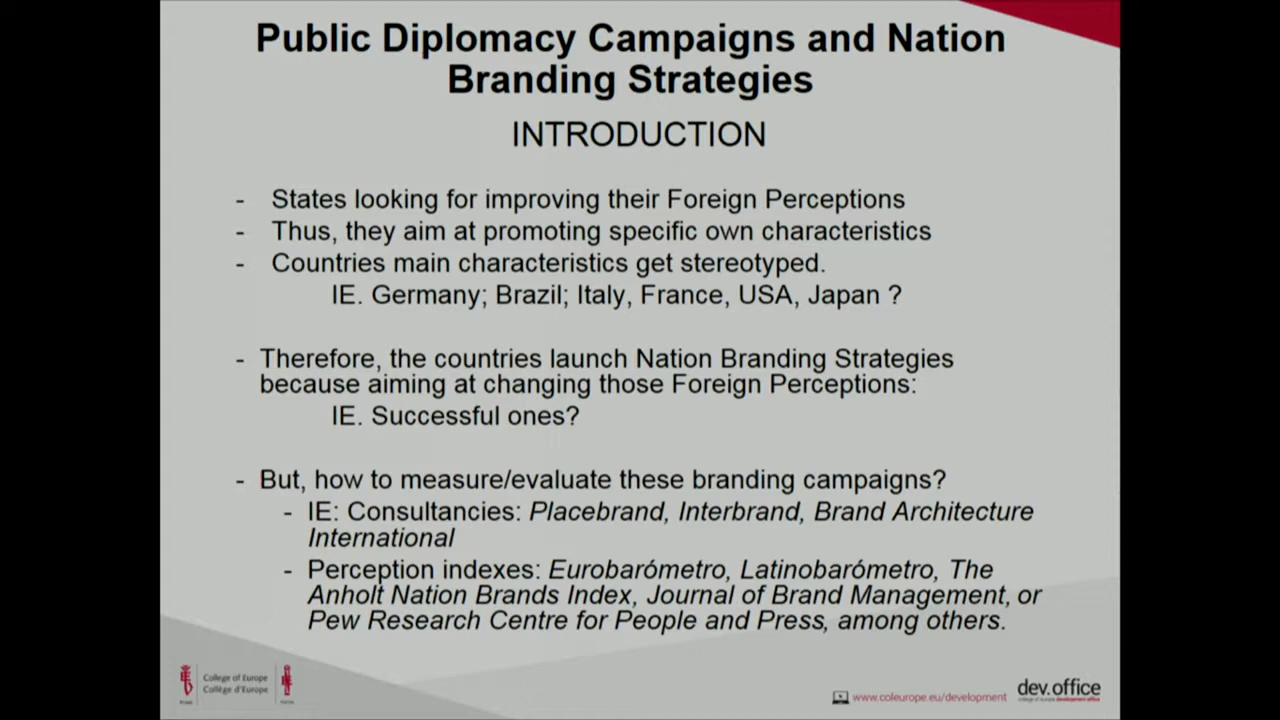 Public Diplomacy Campaigns and Nation
Branding Strategies
INTRODUCTION
- States looking for improving their Foreign Perceptions
- Thus, they aim at promoting specific own characteristics
- Countries main characteristics get stereotyped.
IE. Germany; Brazil; Italy, France, USA, Japan ?
- Therefore, the countries launch Nation Branding Strategies
because aiming at changing those Foreign Perceptions:
IE. Successful ones?
- But, how to measure/evaluate these branding campaigns?
- IE: Consultancies: Placebrand, Interbrand, Brand Architecture
International
- Perception indexes: Eurobarómetro, Latinobarómetro, The
Anholt Nation Brands Index, Journal of Brand Management, or
Pew Research Centre for People and Press, among others.
College of Europe
Collège d'Europe
www.coleurope.eu/development
dev.office
college of europe development office